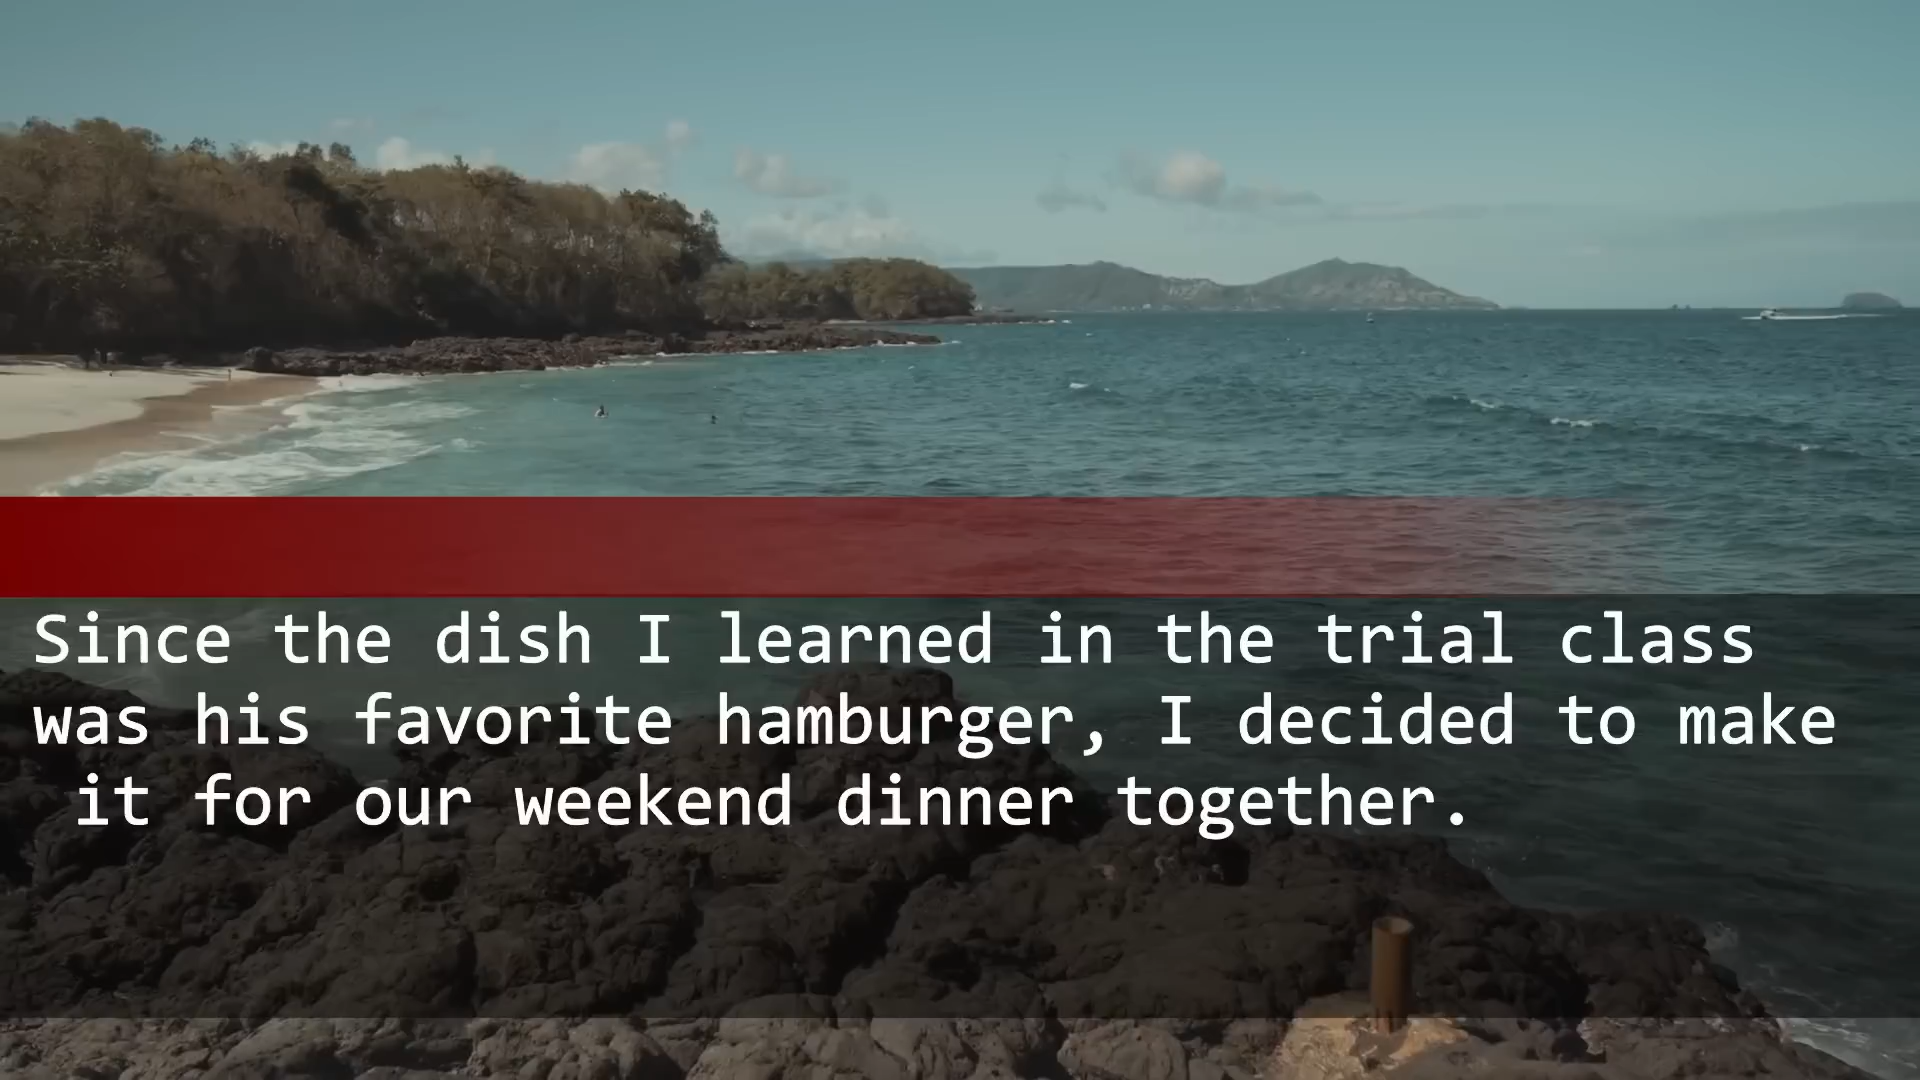 Since the dish I learned in the trial class
was his favorite hamburger, I decided to make
it for our weekend dinner together.